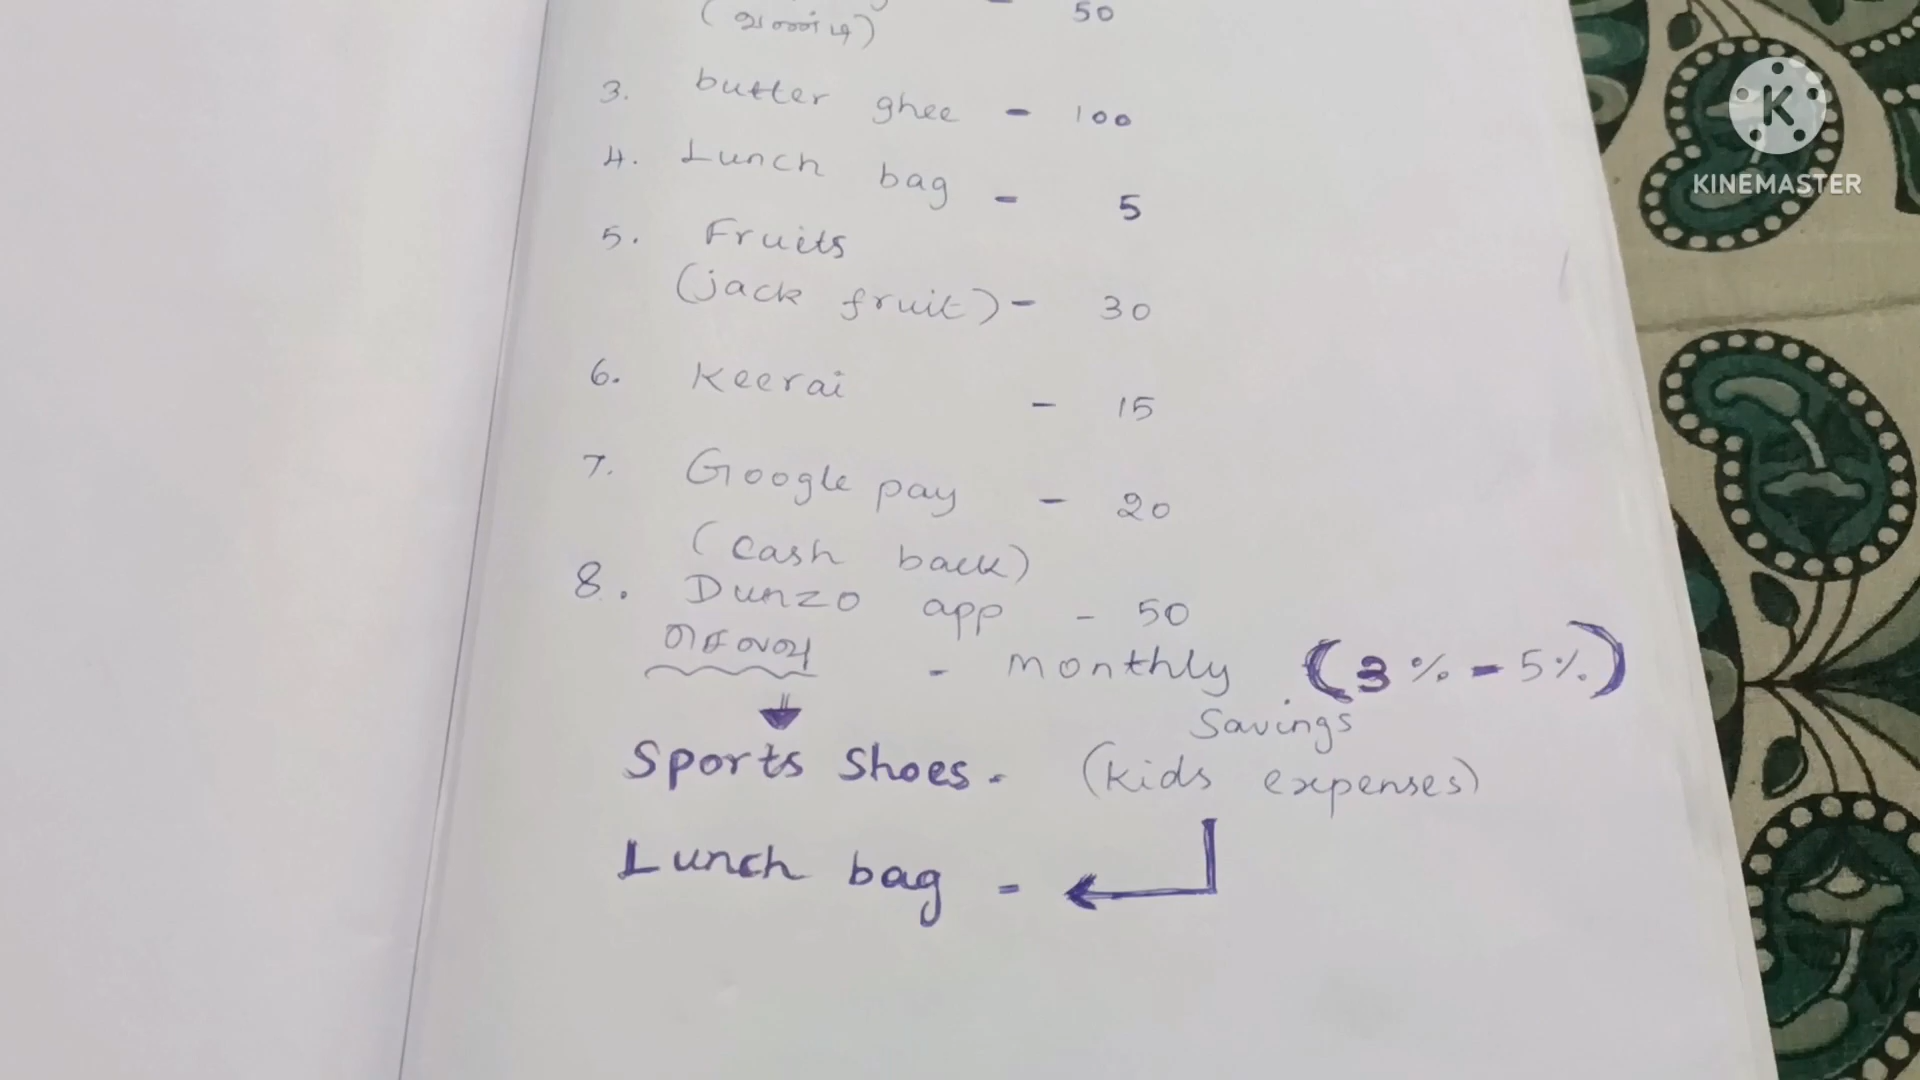 - 50
(வண்டி)
3. butter ghee - 100
4. Lunch bag - 5
5. Fruits
(jack fruit) - 30
6. Keerai - 15
7. Google pay - 20
(cash back)
8. Dunzo app - 50
செலவு - monthly (3% - 5%)
Savings
Sports shoes - (kids expenses)
Lunch bag -
KINEMASTER